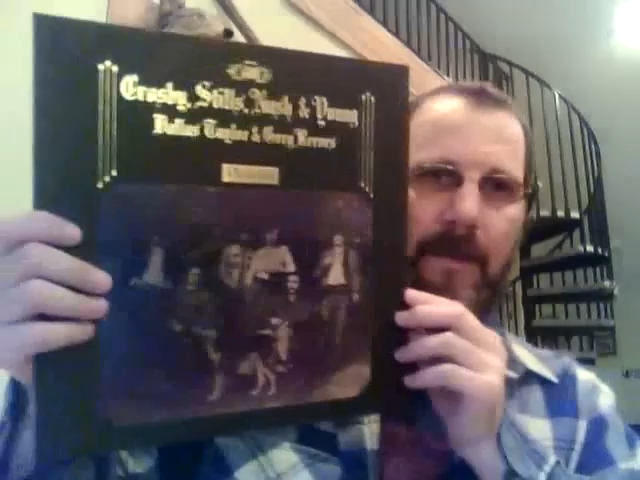 Crosby, Stills, Nash & Young
Dallas Taylor & Greg Reeves